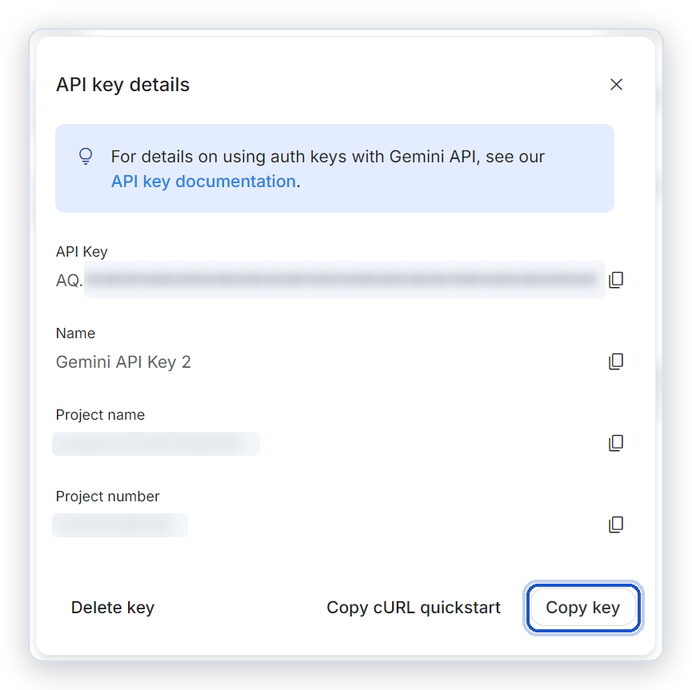 API key details
For details on using auth keys with Gemini API, see our
API key documentation.
API Key
AQ.
Name
Gemini API Key 2
Project name
Project number
Delete key
Copy cURL quickstart
Copy key